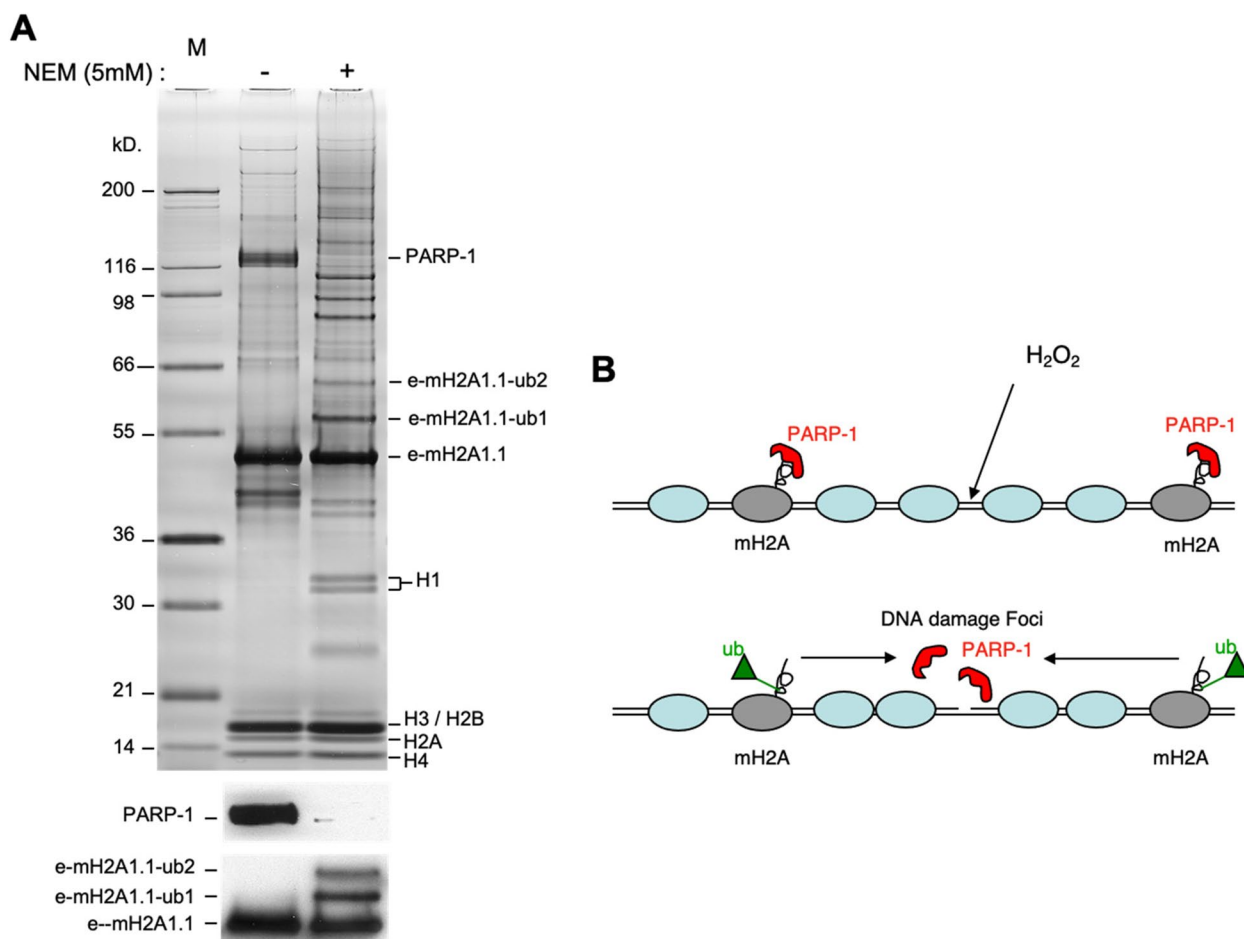 A
M
NEM (5mM) : - +
kD.
200
116
98
66
55
36
30
21
14
PARP-1
e-mH2A1.1-ub2
e-mH2A1.1-ub1
e-mH2A1.1
H1
H3 / H2B
H2A
H4
PARP-1
e-mH2A1.1-ub2
e-mH2A1.1-ub1
e--mH2A1.1
B
H2O2
PARP-1
PARP-1
mH2A
mH2A
DNA damage Foci
ub
PARP-1
ub
mH2A
mH2A